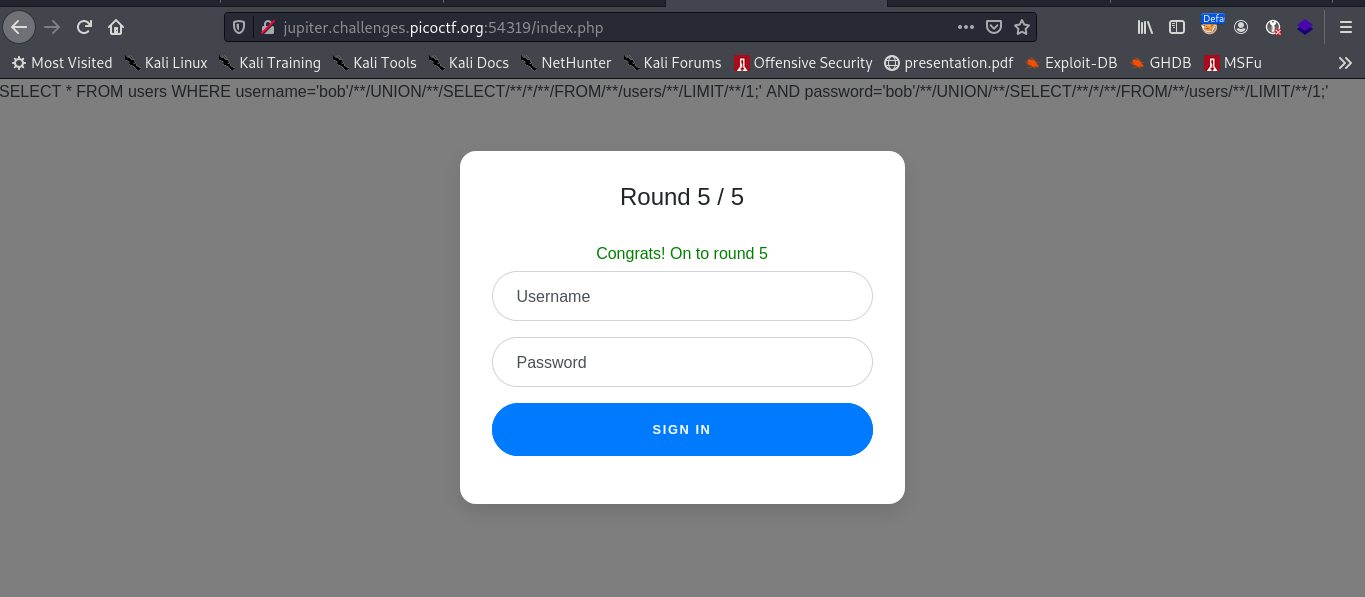 jupiter.challenges.picoctf.org:54319/index.php
Defa
Most Visited Kali Linux Kali Training Kali Tools Kali Docs NetHunter Kali Forums Offensive Security presentation.pdf Exploit-DB GHDB MSFu
SELECT * FROM users WHERE username='bob'/**/UNION/**/SELECT/**/*/**/FROM/**/users/**/LIMIT/**/1;' AND password='bob'/**/UNION/**/SELECT/**/*/**/FROM/**/users/**/LIMIT/**/1;'
Round 5 / 5
Congrats! On to round 5
Username
Password
SIGN IN